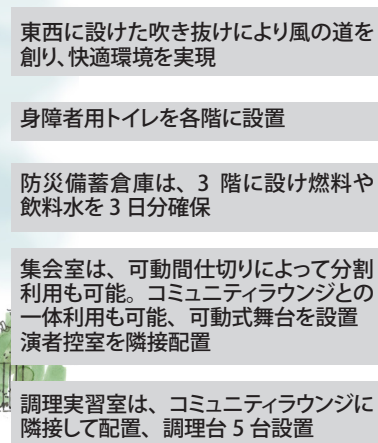 東西に設けた吹き抜けにより風の道を
創り、快適環境を実現
身障者用トイレを各階に設置
防災備蓄倉庫は、3 階に設け燃料や
飲料水を 3 日分確保
集会室は、可動間仕切りによって分割
利用も可能。コミュニティラウンジとの
一体利用も可能、可動式舞台を設置
演者控室を隣接配置
調理実習室は、コミュニティラウンジに
隣接して配置、調理台 5 台設置